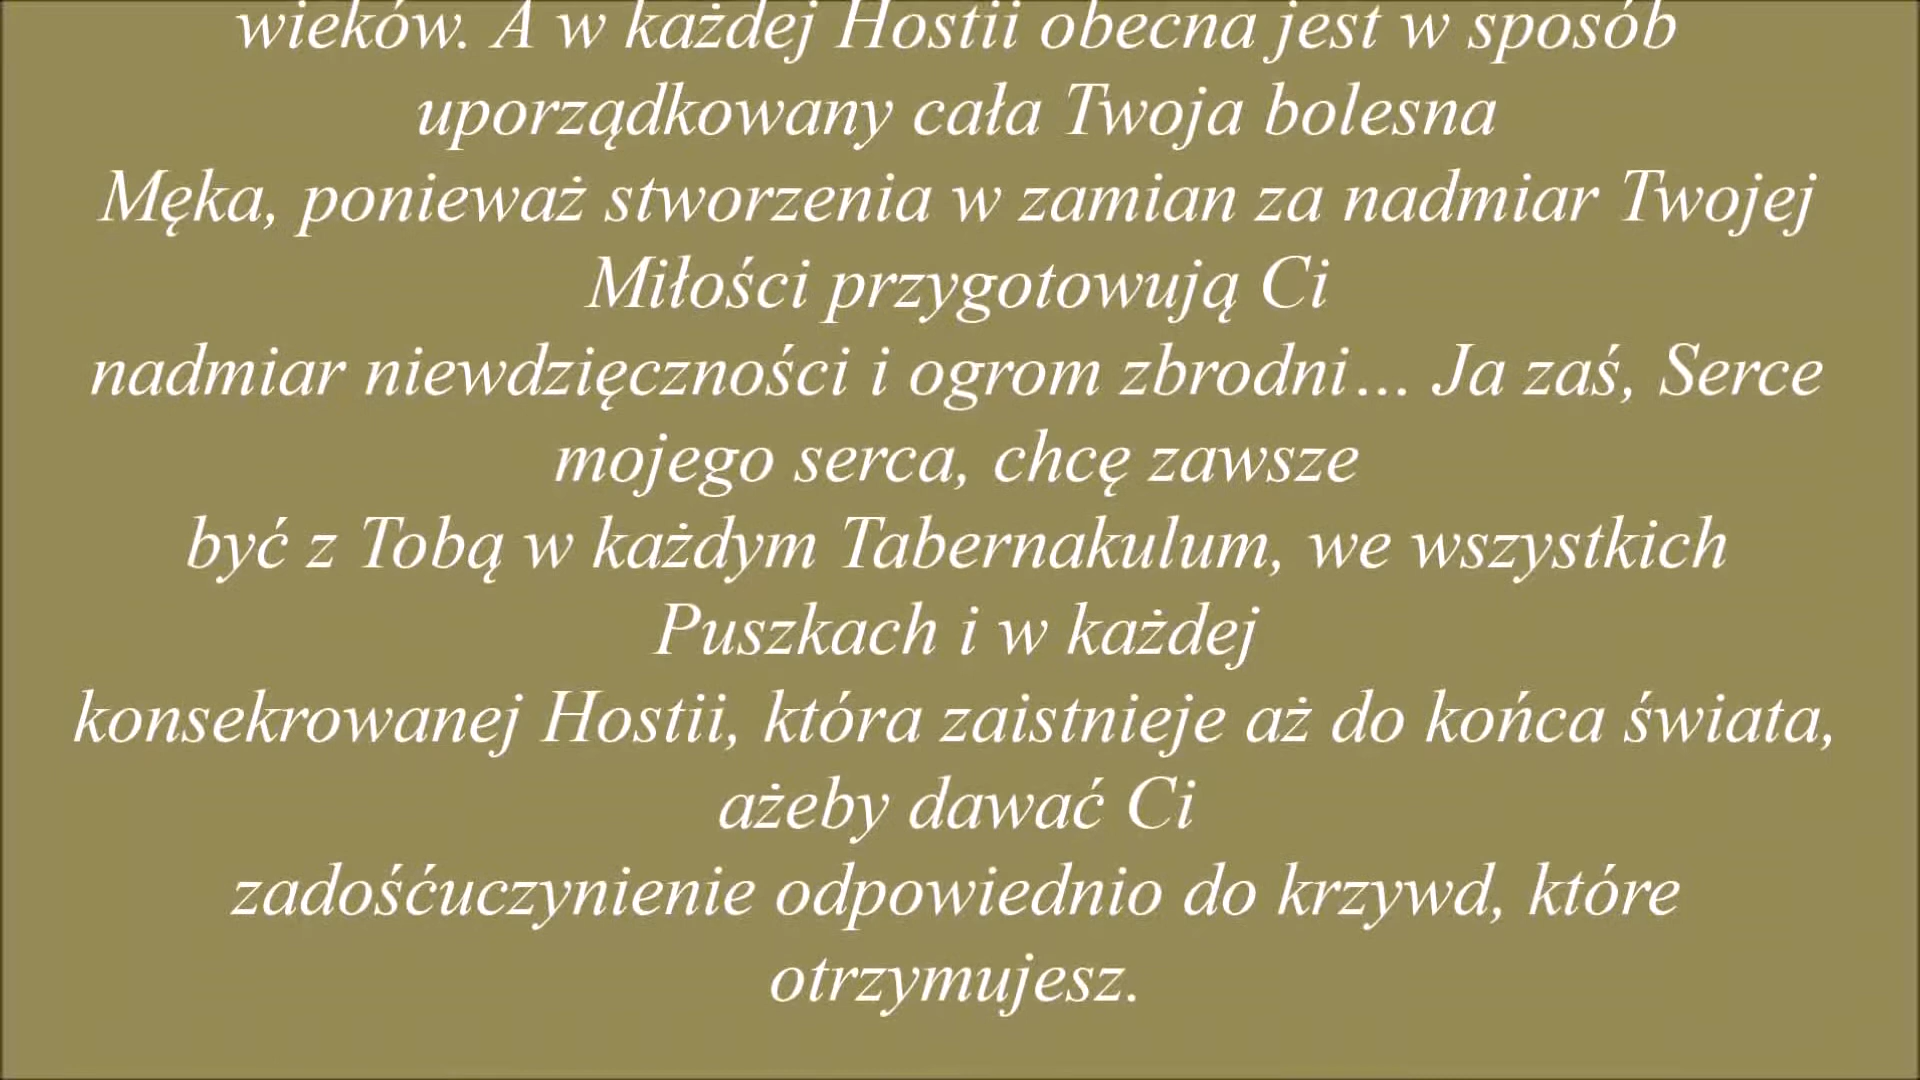 wieków. A w każdej Hostii obecna jest w sposób
uporządkowany cała Twoja bolesna
Męka, ponieważ stworzenia w zamian za nadmiar Twojej
Miłości przygotowują Ci
nadmiar niewdzięczności i ogrom zbrodni… Ja zaś, Serce
mojego serca, chcę zawsze
być z Tobą w każdym Tabernakulum, we wszystkich
Puszkach i w każdej
konsekrowanej Hostii, która zaistnieje aż do końca świata,
ażeby dawać Ci
zadośćuczynienie odpowiednio do krzywd, które
otrzymujesz.